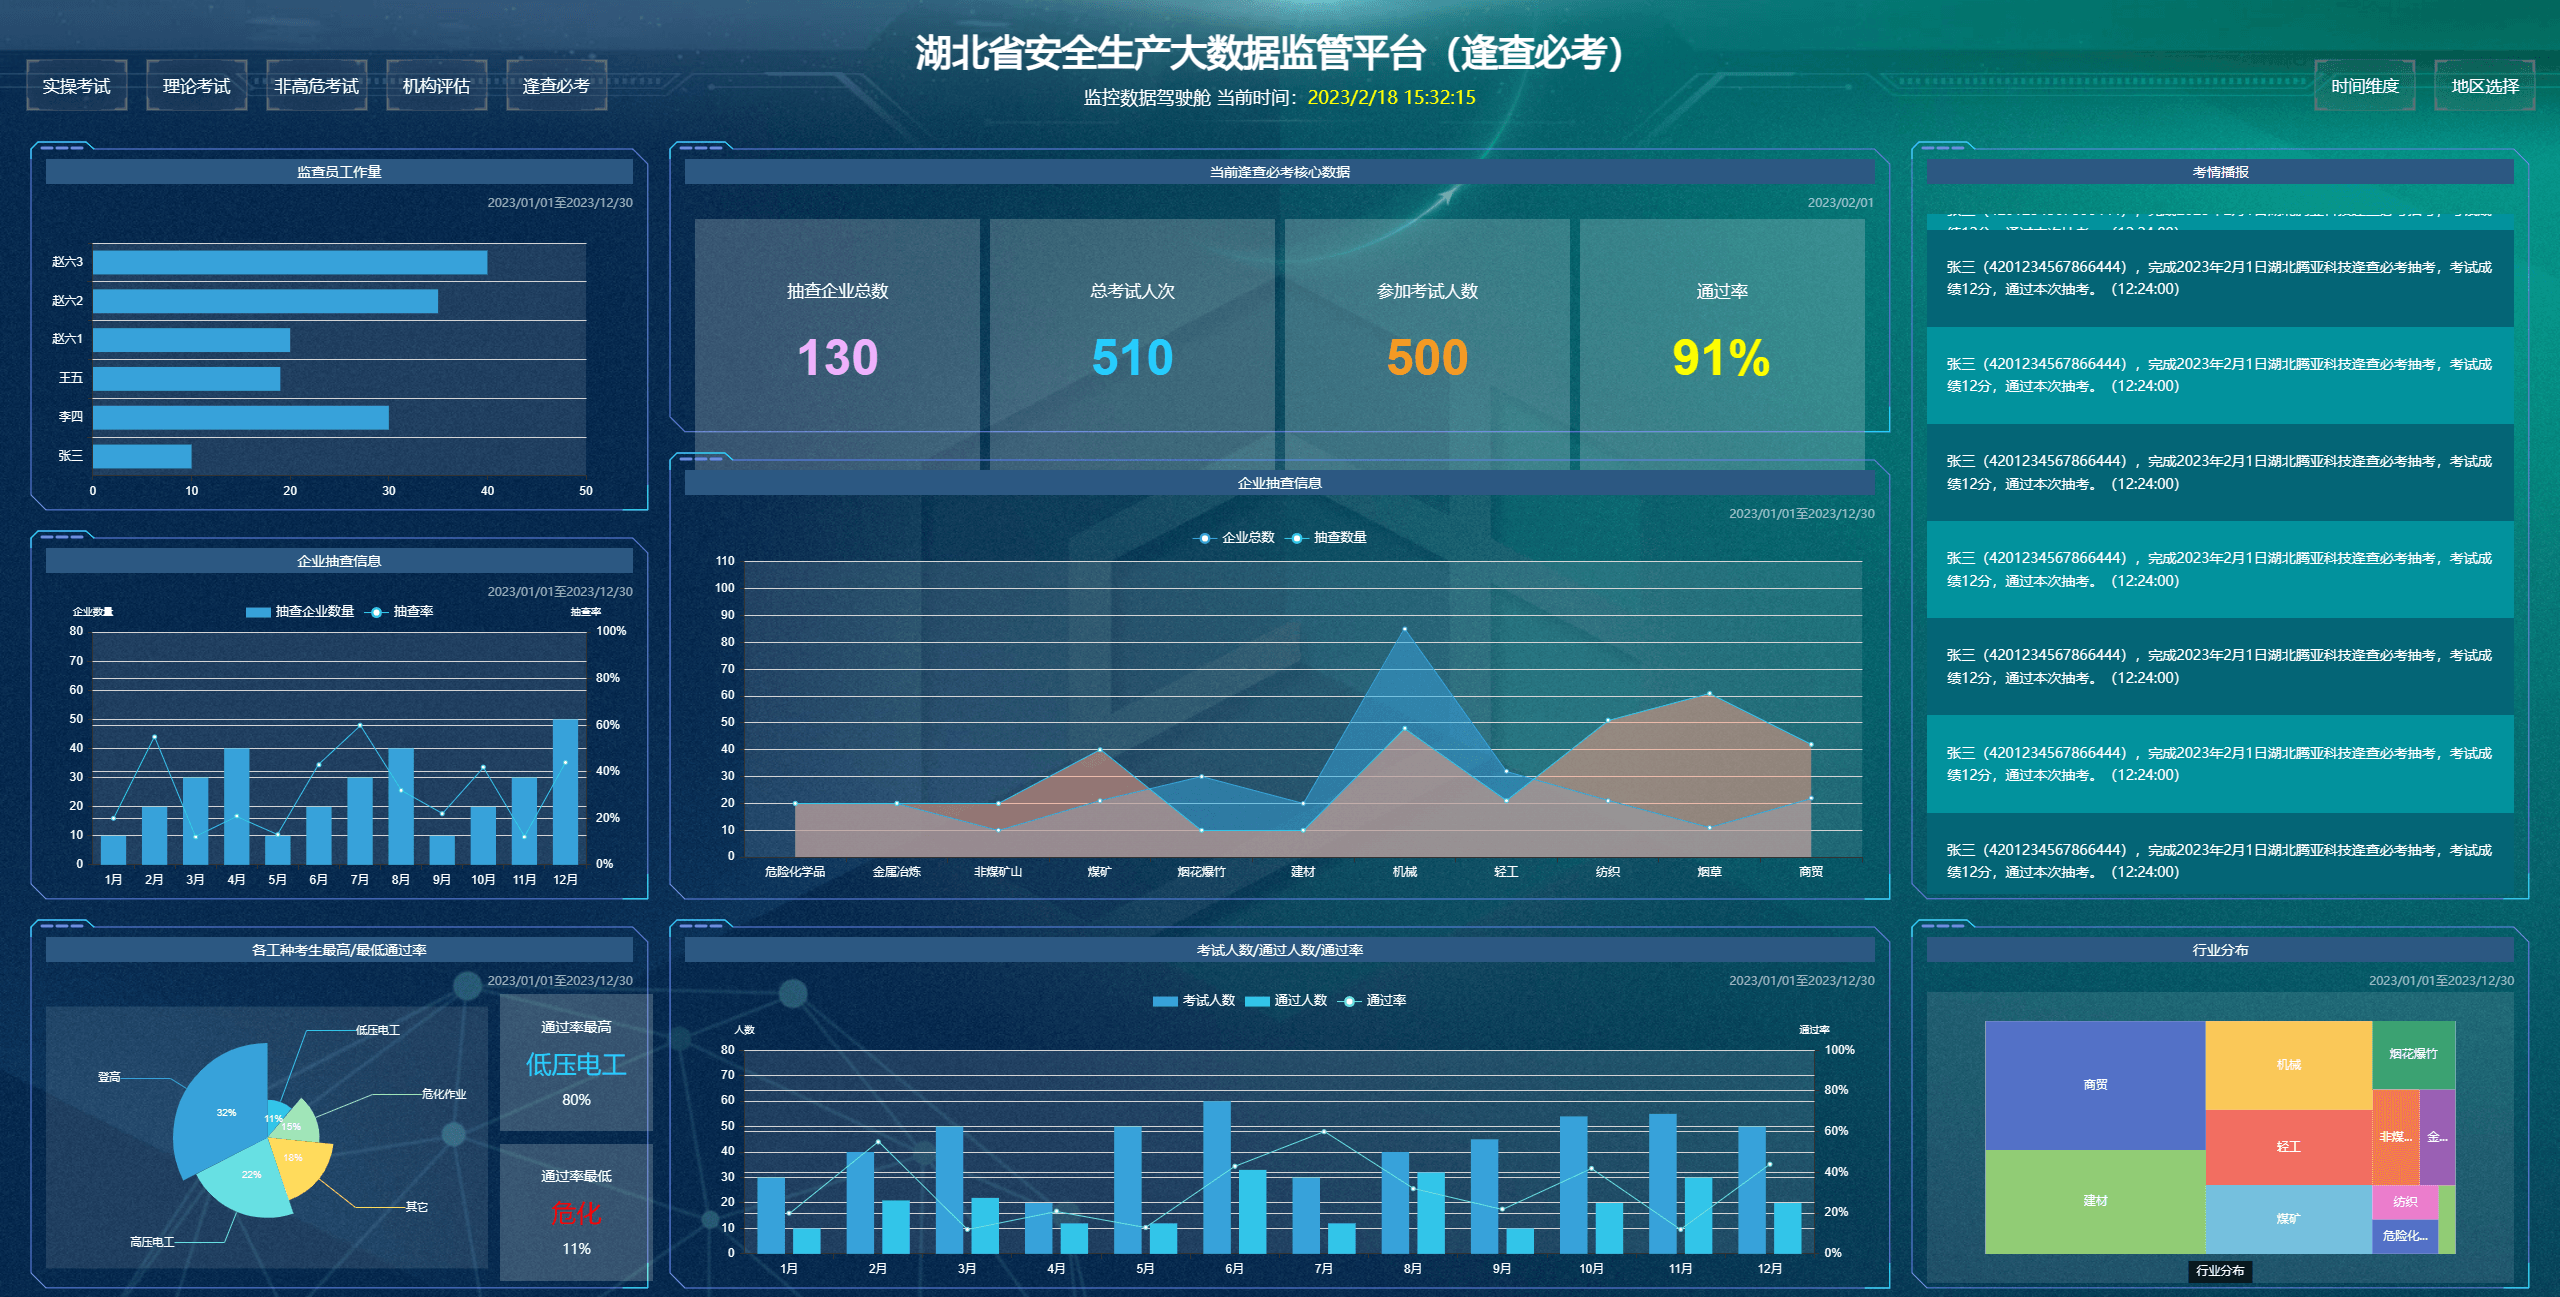 湖北省安全生产大数据监管平台（逢查必考）
实操考试
理论考试
非高危考试
机构评估
逢查必考
监控数据驾驶舱 当前时间：2023/2/18 15:32:15
时间维度
地区选择
监查员工作量
2023/01/01至2023/12/30
赵六3
赵六2
赵六1
王五
李四
张三
0 10 20 30 40 50
企业抽查信息
2023/01/01至2023/12/30
企业数量
抽查企业数量
抽查率
抽查率
80
70
60
50
40
30
20
10
0
100%
80%
60%
40%
20%
0%
1月 2月 3月 4月 5月 6月 7月 8月 9月 10月 11月 12月
各工种考生最高/最低通过率
2023/01/01至2023/12/30
低压电工
登高
危化作业
其它
高压电工
32%
11%
15%
18%
22%
通过率最高
低压电工
80%
通过率最低
危化
11%
当前逢查必考核心数据
2023/02/01
抽查企业总数
130
总考试人次
510
参加考试人数
500
通过率
91%
企业抽查信息
2023/01/01至2023/12/30
企业总数
抽查数量
110
100
90
80
70
60
50
40
30
20
10
0
危险化学品 金属冶炼 非煤矿山 煤矿 烟花爆竹 建材 机械 轻工 纺织 烟草 商贸
考试人数/通过人数/通过率
2023/01/01至2023/12/30
考试人数
通过人数
通过率
人数
通过率
80
70
60
50
40
30
20
10
0
100%
80%
60%
40%
20%
0%
1月 2月 3月 4月 5月 6月 7月 8月 9月 10月 11月 12月
考情播报
张三（4201234567866444），完成2023年2月1日湖北腾亚科技逢查必考抽考，考试成
绩12分，通过本次抽考。（12:24:00）
张三（4201234567866444），完成2023年2月1日湖北腾亚科技逢查必考抽考，考试成
绩12分，通过本次抽考。（12:24:00）
张三（4201234567866444），完成2023年2月1日湖北腾亚科技逢查必考抽考，考试成
绩12分，通过本次抽考。（12:24:00）
张三（4201234567866444），完成2023年2月1日湖北腾亚科技逢查必考抽考，考试成
绩12分，通过本次抽考。（12:24:00）
张三（4201234567866444），完成2023年2月1日湖北腾亚科技逢查必考抽考，考试成
绩12分，通过本次抽考。（12:24:00）
张三（4201234567866444），完成2023年2月1日湖北腾亚科技逢查必考抽考，考试成
绩12分，通过本次抽考。（12:24:00）
张三（4201234567866444），完成2023年2月1日湖北腾亚科技逢查必考抽考，考试成
绩12分，通过本次抽考。（12:24:00）
行业分布
2023/01/01至2023/12/30
商贸
建材
机械
轻工
煤矿
烟花爆竹
非煤...
金...
纺织
危险化...
行业分布